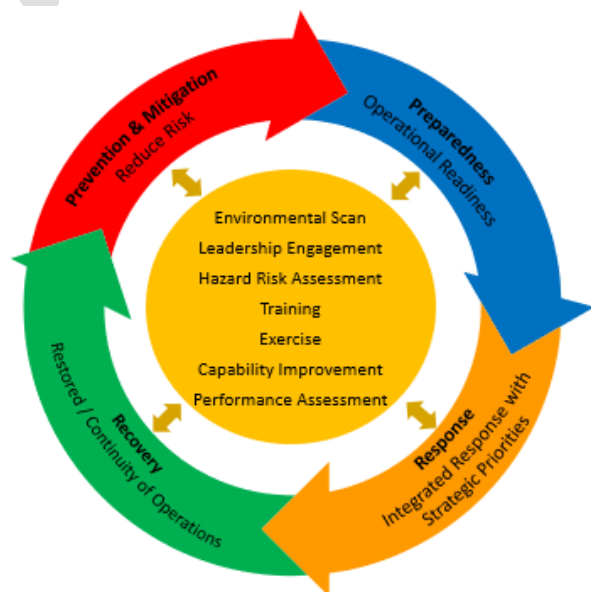 Prevention & Mitigation
Reduce Risk
Preparedness
Operational Readiness
Environmental Scan
Leadership Engagement
Hazard Risk Assessment
Training
Exercise
Capability Improvement
Performance Assessment
Response
Integrated Response with
Strategic Priorities
Recovery
Restored / Continuity of Operations